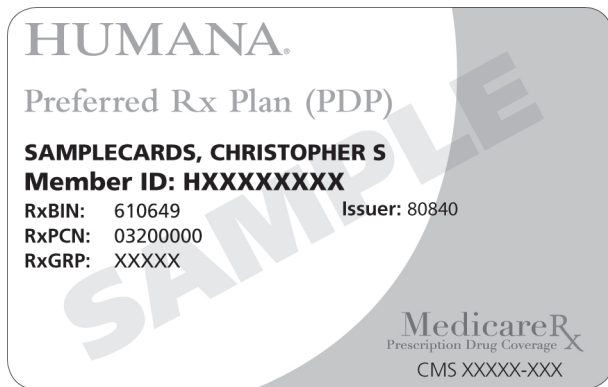 HUMANA®
Preferred Rx Plan (PDP)
SAMPLECARDS, CHRISTOPHER S
Member ID: HXXXXXXXX
RxBIN: 610649 Issuer: 80840
RxPCN: 03200000
RxGRP: XXXXX
SAMPLE
MedicareRx
Prescription Drug Coverage
CMS XXXXX-XXX